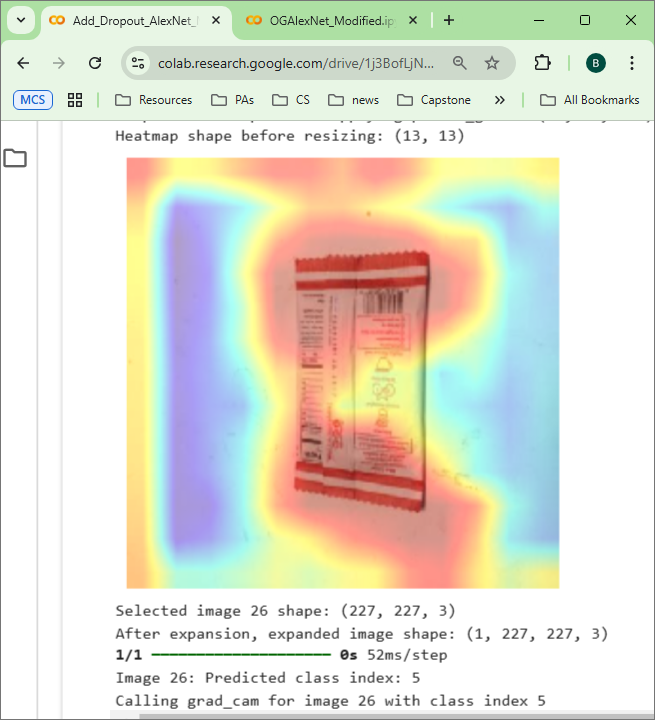 Add_Dropout_AlexNet_
OGAlexNet_Modified.ip
colab.research.google.com/drive/1j3BofLjN...
B
MCS
Resources
PAs
CS
news
Capstone
»
All Bookmarks
Heatmap shape before resizing: (13, 13)
Selected image 26 shape: (227, 227, 3)
After expansion, expanded image shape: (1, 227, 227, 3)
1/1 ━━━━━━━━━━━━━━━━━━━━ 0s 52ms/step
Image 26: Predicted class index: 5
Calling grad_cam for image 26 with class index 5